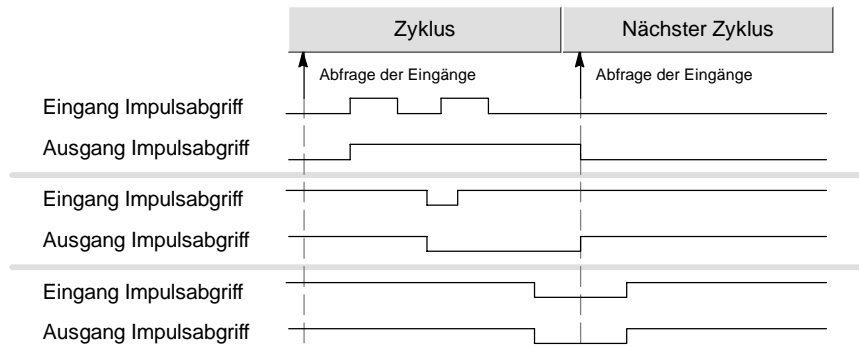 Zyklus Nächster Zyklus
Abfrage der Eingänge Abfrage der Eingänge
Eingang Impulsabgriff
Ausgang Impulsabgriff
Eingang Impulsabgriff
Ausgang Impulsabgriff
Eingang Impulsabgriff
Ausgang Impulsabgriff